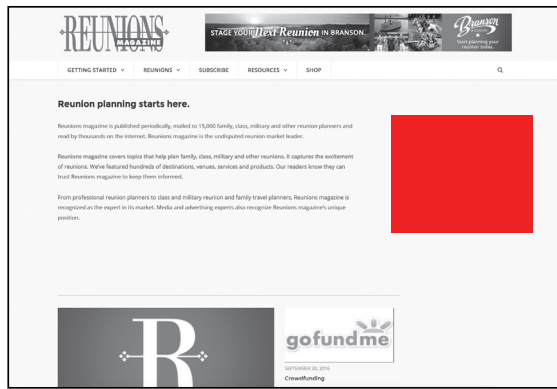 REUNIONS
MAGAZINE
STAGE YOUR Next Reunion IN BRANSON.
Branson
Start planning your
reunion today.
GETTING STARTED
REUNIONS
SUBSCRIBE
RESOURCES
SHOP
Reunion planning starts here.
Reunions magazine is published periodically, mailed to 15,000 family, class, military and other reunion planners and
read by thousands on the internet. Reunions magazine is the undisputed reunion market leader.
Reunions magazine covers topics that help plan family, class, military and other reunions. It captures the excitement
of reunions. We've featured hundreds of destinations, venues, services and products. Our readers know they can
trust Reunions magazine to keep them informed.
From professional reunion planners to class and military reunion and family travel planners, Reunions magazine is
recognized as the expert in its market. Media and advertising experts also recognize Reunions magazine's unique
position.
R
gofundme
SEPTEMBER 20, 2016
Crowdfunding